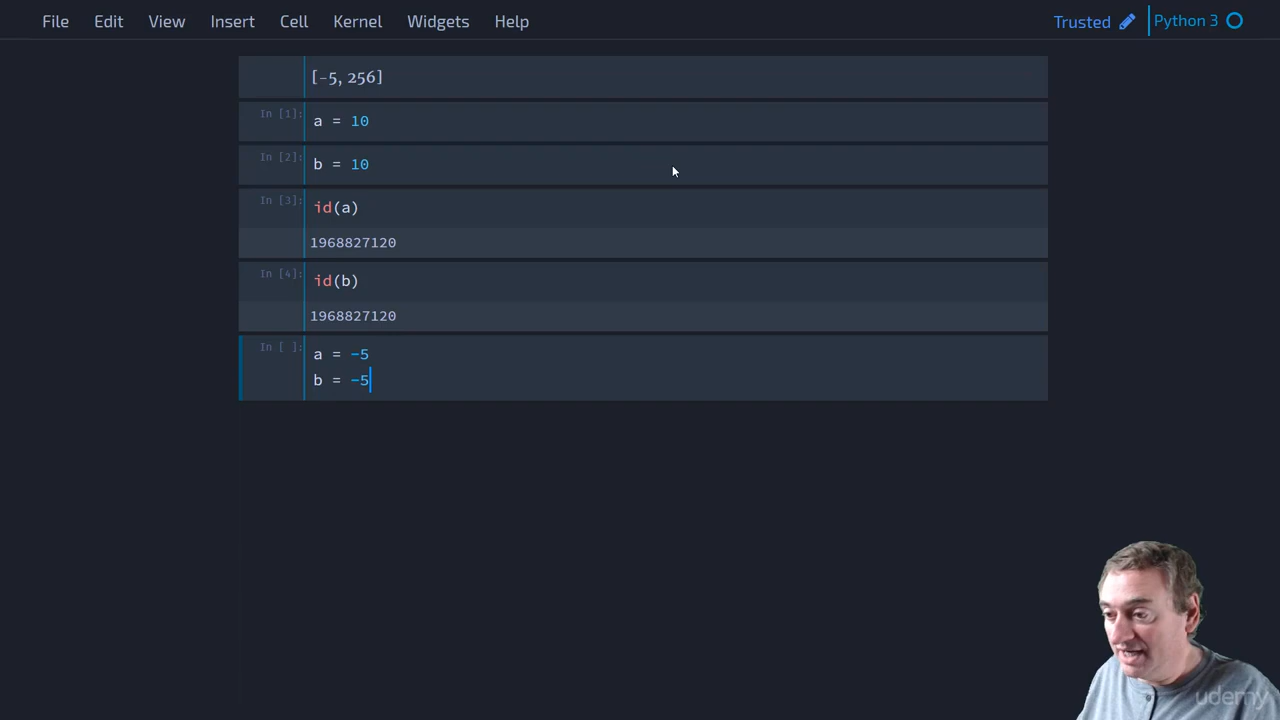 File Edit View Insert Cell Kernel Widgets Help Trusted Python 3
[-5, 256]
In [1]: a = 10
In [2]: b = 10
In [3]: id(a)
1968827120
In [4]: id(b)
1968827120
In [ ]: a = -5
b = -5
udemy